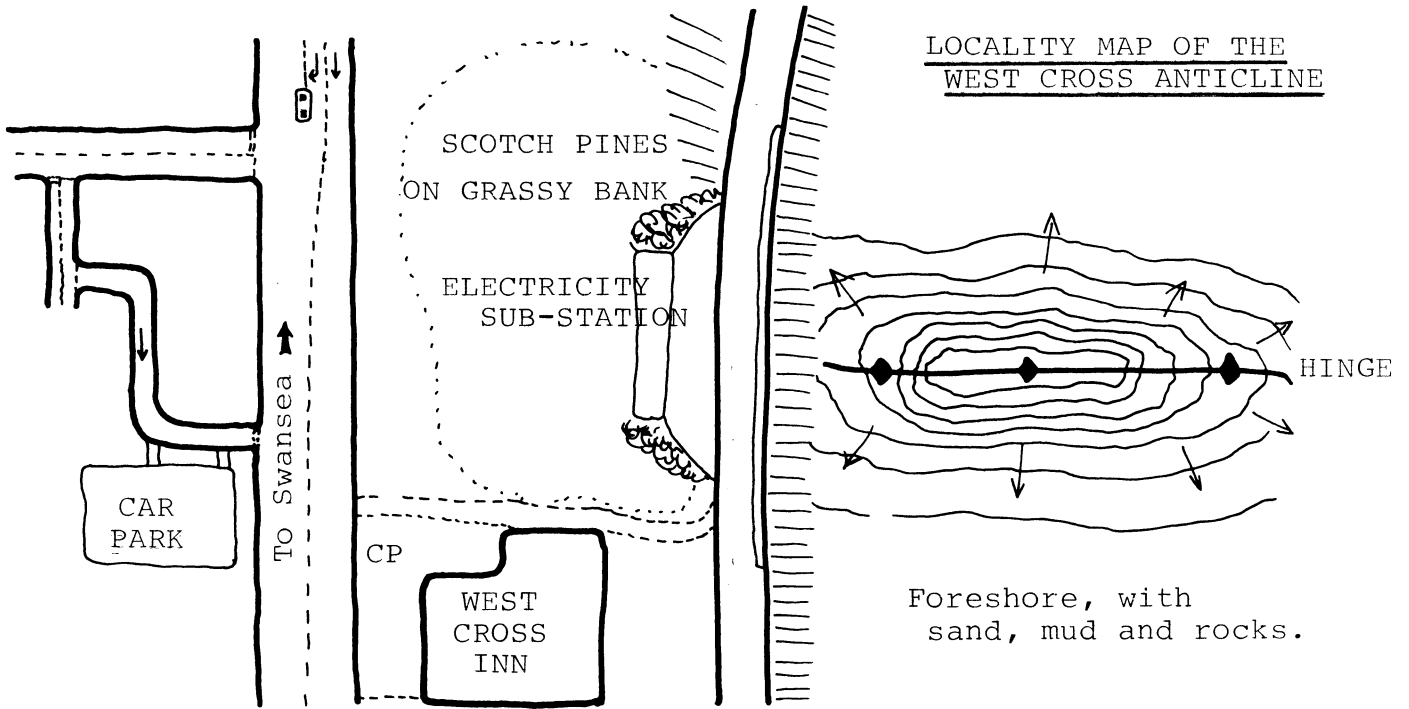 LOCALITY MAP OF THE
WEST CROSS ANTICLINE
SCOTCH PINES
ON GRASSY BANK
ELECTRICITY
SUB-STATION
HINGE
To Swansea
CAR
PARK
CP
WEST
CROSS
INN
Foreshore, with
sand, mud and rocks.